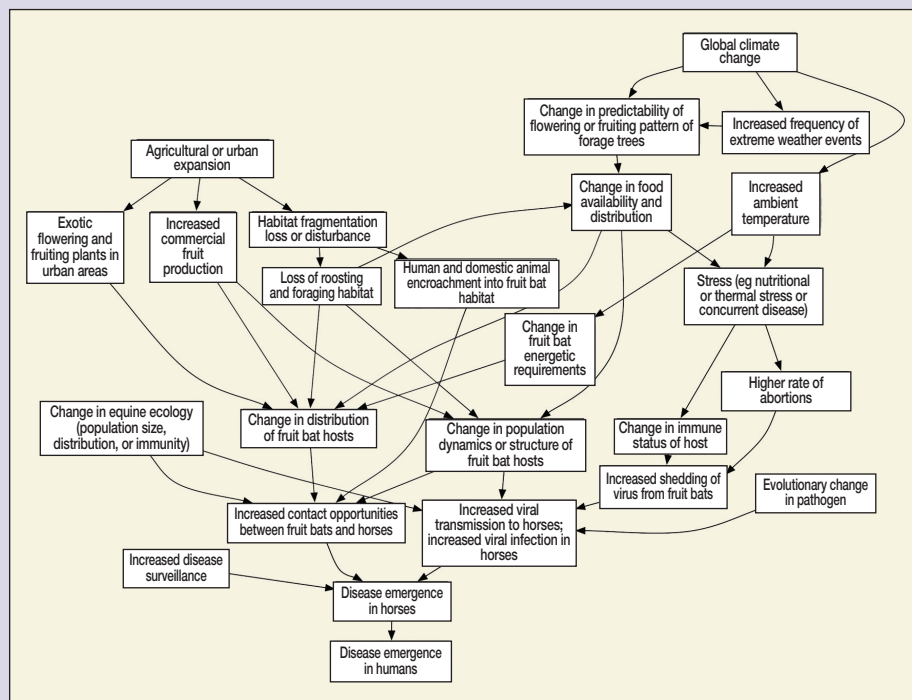 Global climate
change
Change in predictability of
flowering or fruiting pattern of
forage trees
Increased frequency of
extreme weather events
Agricultural or urban
expansion
Change in food
availability and
distribution
Increased
ambient
temperature
Exotic
flowering and
fruiting plants in
urban areas
Increased
commercial
fruit
production
Habitat fragmentation
loss or disturbance
Loss of roosting
and foraging habitat
Human and domestic animal
encroachment into fruit bat
habitat
Stress (eg nutritional
or thermal stress or
concurrent disease)
Change in
fruit bat
energetic
requirements
Higher rate of
abortions
Change in equine ecology
(population size,
distribution, or immunity)
Change in distribution
of fruit bat hosts
Change in population
dynamics or structure of
fruit bat hosts
Change in immune
status of host
Increased shedding of
virus from fruit bats
Evolutionary change
in pathogen
Increased contact opportunities
between fruit bats and horses
Increased viral
transmission to horses;
increased viral infection in
horses
Increased disease
surveillance
Disease emergence
in horses
Disease emergence
in humans